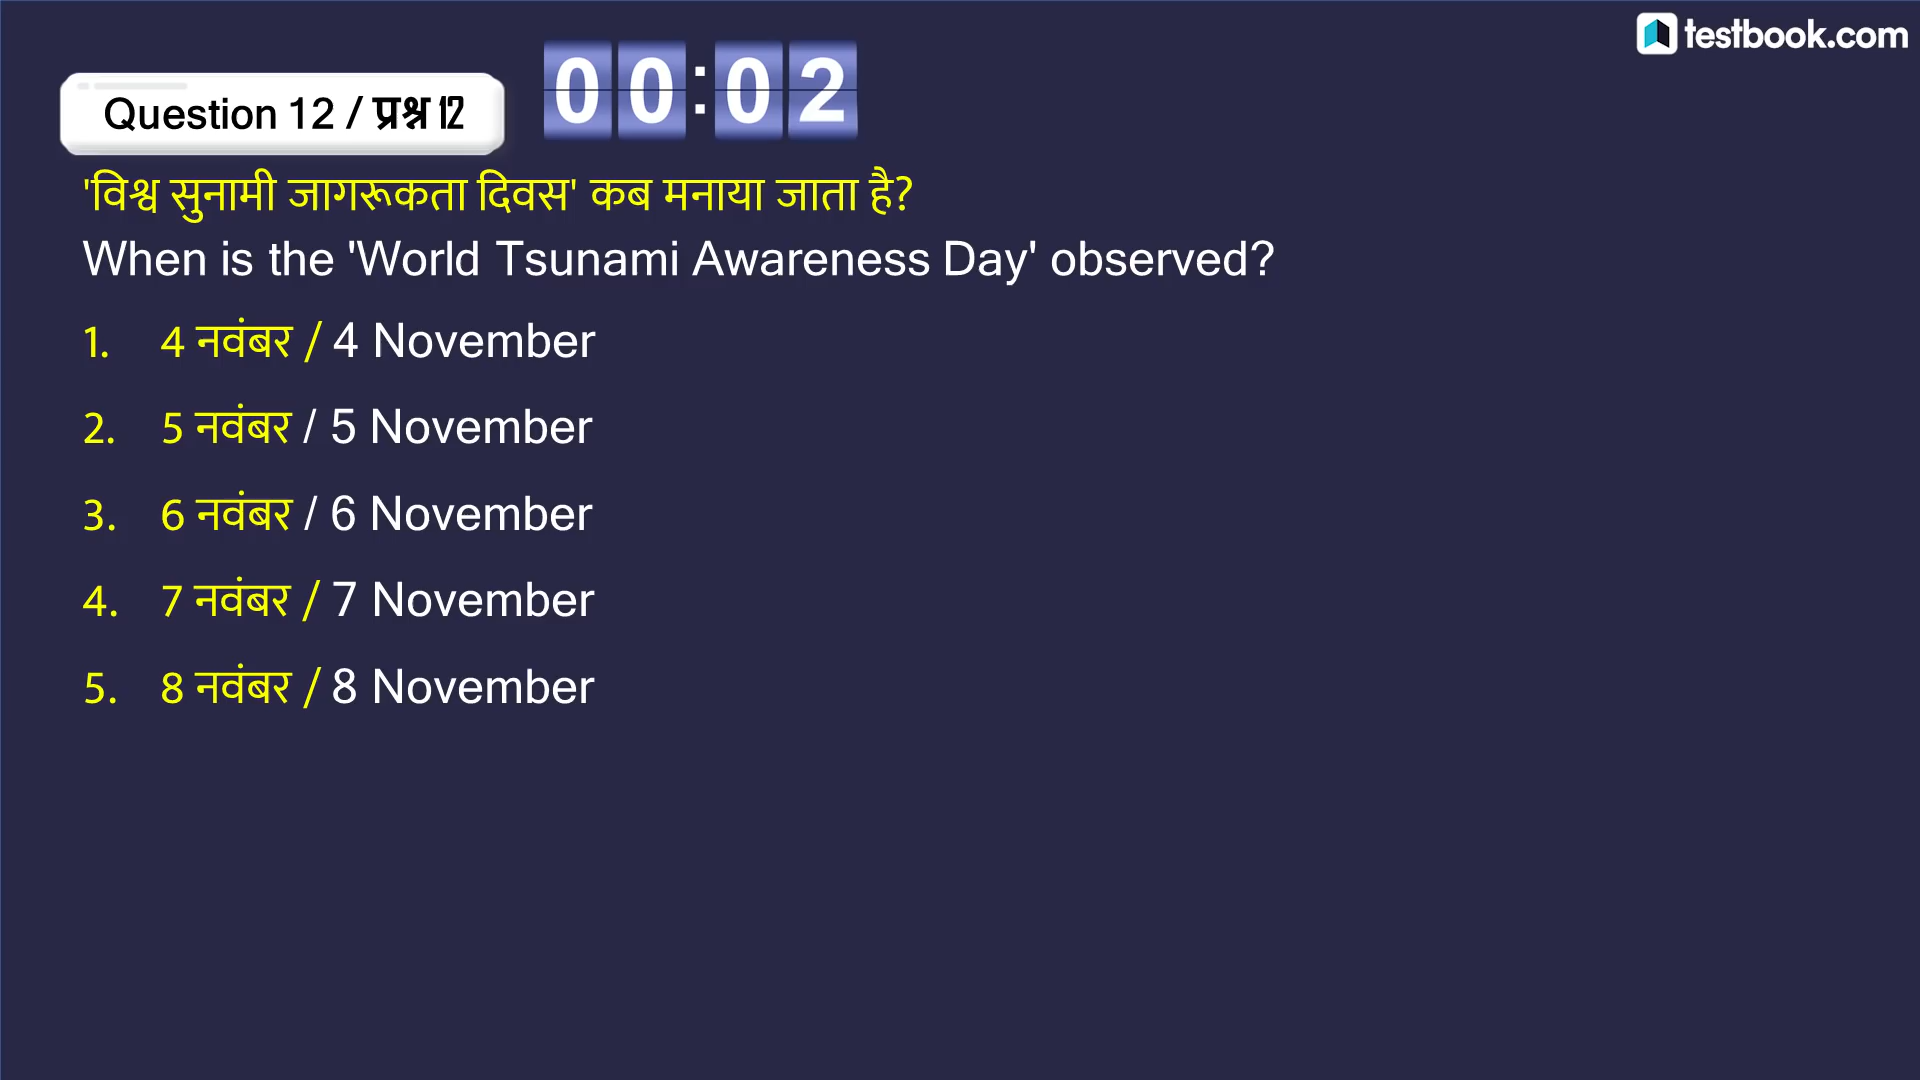 testbook.com
00:02
Question 12 / प्रश्न 12
'विश्व सुनामी जागरूकता दिवस' कब मनाया जाता है?
When is the 'World Tsunami Awareness Day' observed?
1. 4 नवंबर / 4 November
2. 5 नवंबर / 5 November
3. 6 नवंबर / 6 November
4. 7 नवंबर / 7 November
5. 8 नवंबर / 8 November